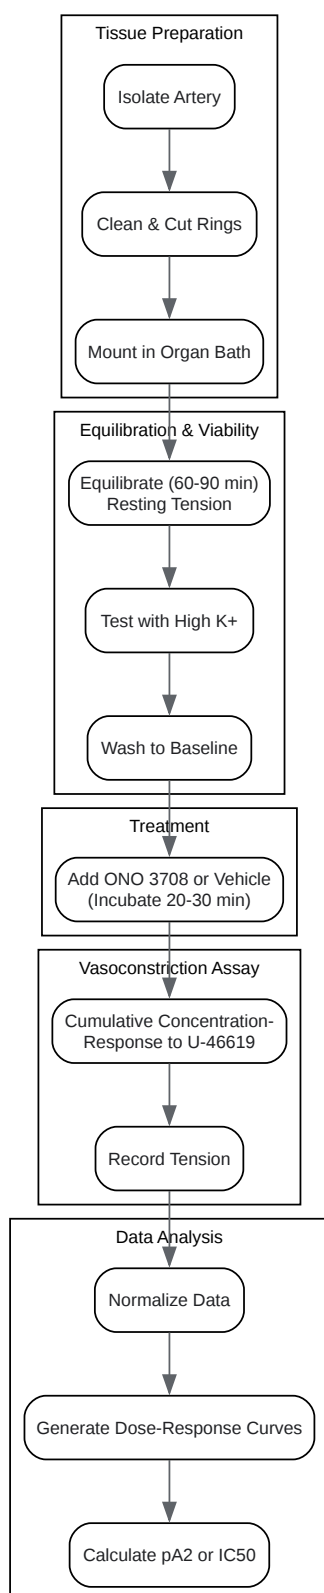 Tissue Preparation
Isolate Artery
Clean & Cut Rings
Mount in Organ Bath
Equilibration & Viability
Equilibrate (60-90 min)
Resting Tension
Test with High K+
Wash to Baseline
Treatment
Add ONO 3708 or Vehicle
(Incubate 20-30 min)
Vasoconstriction Assay
Cumulative Concentration-
Response to U-46619
Record Tension
Data Analysis
Normalize Data
Generate Dose-Response Curves
Calculate pA2 or IC50